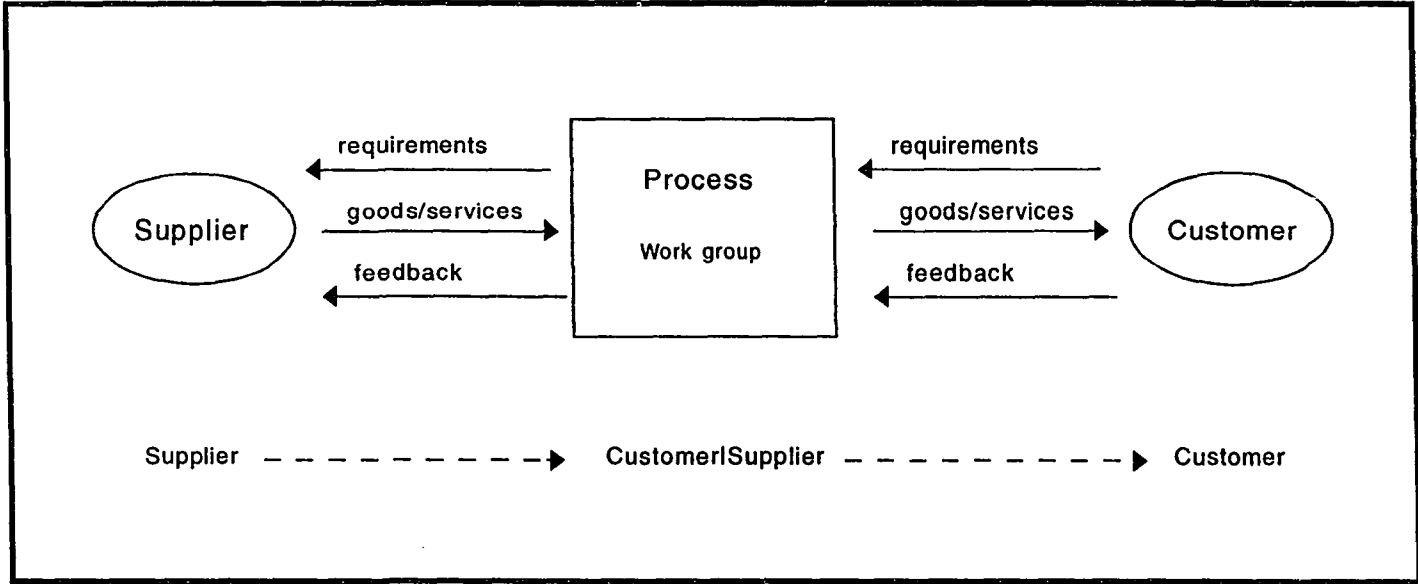 requirements
requirements
Process
goods/services
goods/services
Supplier
Customer
Work group
feedback
feedback
Supplier
Customer|Supplier
Customer